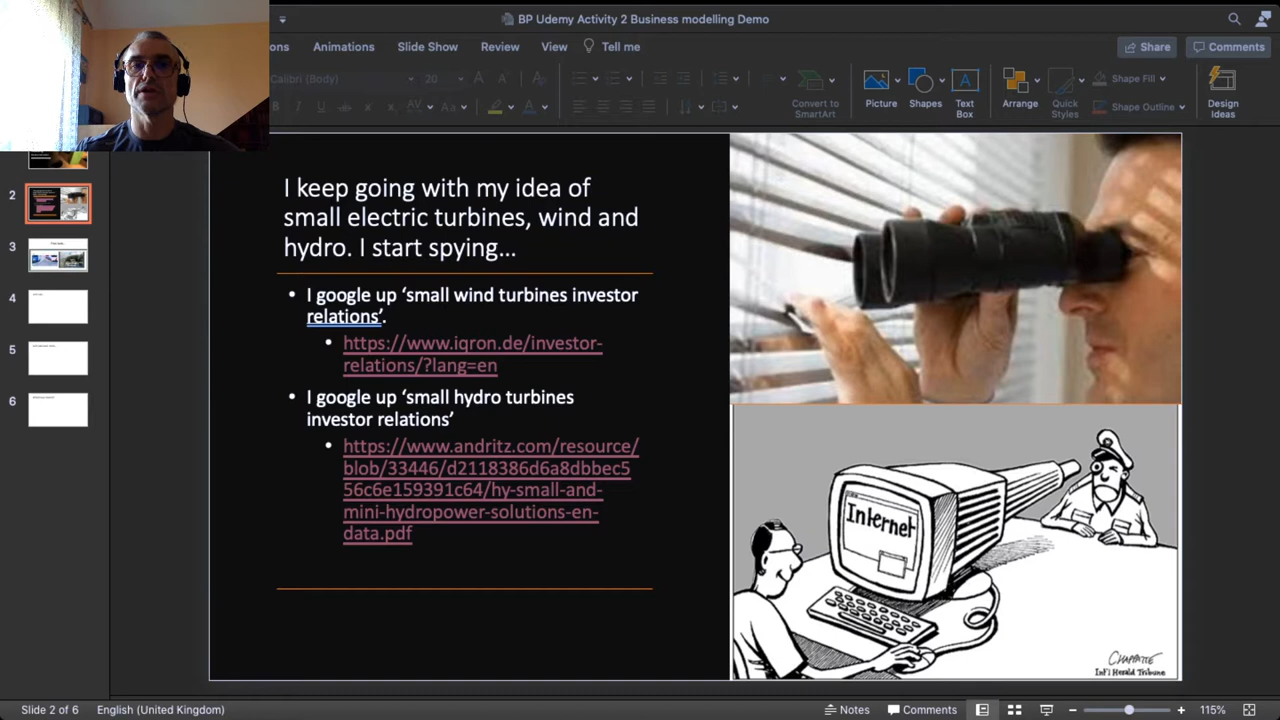 BP Udemy Activity 2 Business modelling Demo
ons Animations Slide Show Review View Tell me Share Comments
Calibri (Body) 20
Convert to SmartArt
Picture Shapes Text Box Arrange Quick Styles Shape Fill Shape Outline Design Ideas
2
3
4
5
6
I keep going with my idea of
small electric turbines, wind and
hydro. I start spying...
• I google up ‘small wind turbines investor
relations’.
• https://www.iqron.de/investor-
relations/?lang=en
• I google up ‘small hydro turbines
investor relations’
• https://www.andritz.com/resource/
blob/33446/d2118386d6a8dbbec5
56c6e159391c64/hy-small-and-
mini-hydropower-solutions-en-
data.pdf
Internet
CHAPPATTE
Int'l Herald Tribune
Slide 2 of 6 English (United Kingdom) Notes Comments 115%